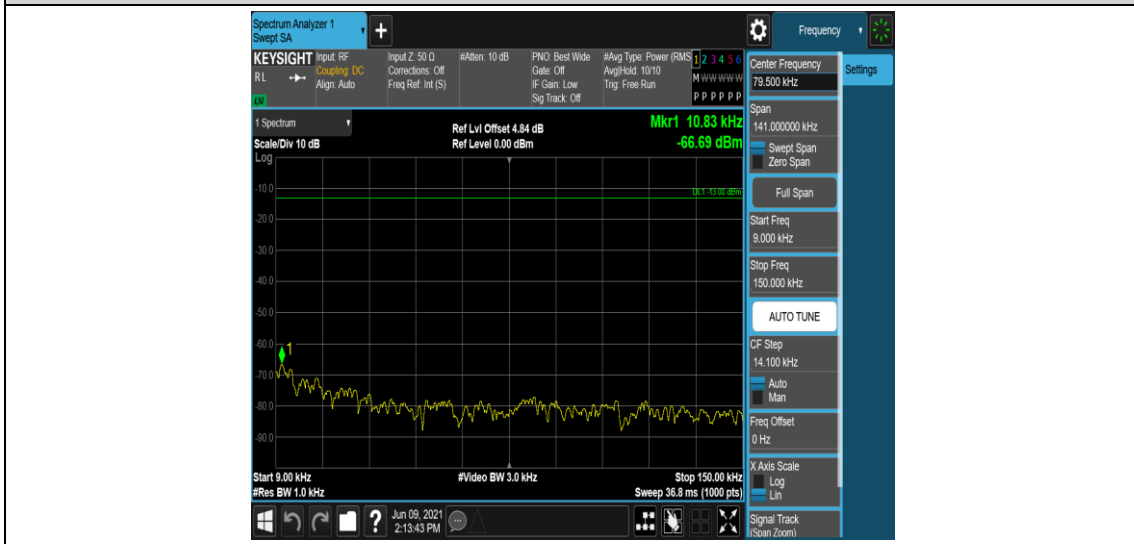 Spectrum Analyzer 1
Swept SA
+
Frequency
KEYSIGHT
RL
LXI
Input: RF
Coupling: DC
Align: Auto
Input Z: 50 Ω
Corrections: Off
Freq Ref: Int (S)
#Atten: 10 dB
PNO: Best Wide
Gate: Off
IF Gain: Low
Sig Track: Off
#Avg Type: Power (RMS
Avg|Hold: 10/10
Trig: Free Run
1 2 3 4 5 6
M W W W W W
P P P P P P
1 Spectrum
Scale/Div 10 dB
Log
Ref Lvl Offset 4.84 dB
Ref Level 0.00 dBm
Mkr1 10.83 kHz
-66.69 dBm
DL1 -13.00 dBm
-10.0
-20.0
-30.0
-40.0
-50.0
-60.0
1
-70.0
-80.0
-90.0
Start 9.00 kHz
#Res BW 1.0 kHz
#Video BW 3.0 kHz
Stop 150.00 kHz
Sweep 36.8 ms (1000 pts)
Center Frequency
79.500 kHz
Settings
Span
141.000000 kHz
Swept Span
Zero Span
Full Span
Start Freq
9.000 kHz
Stop Freq
150.000 kHz
AUTO TUNE
CF Step
14.100 kHz
Auto
Man
Freq Offset
0 Hz
X Axis Scale
Log
Lin
Signal Track
(Span Zoom)
?
Jun 09, 2021
2:13:43 PM